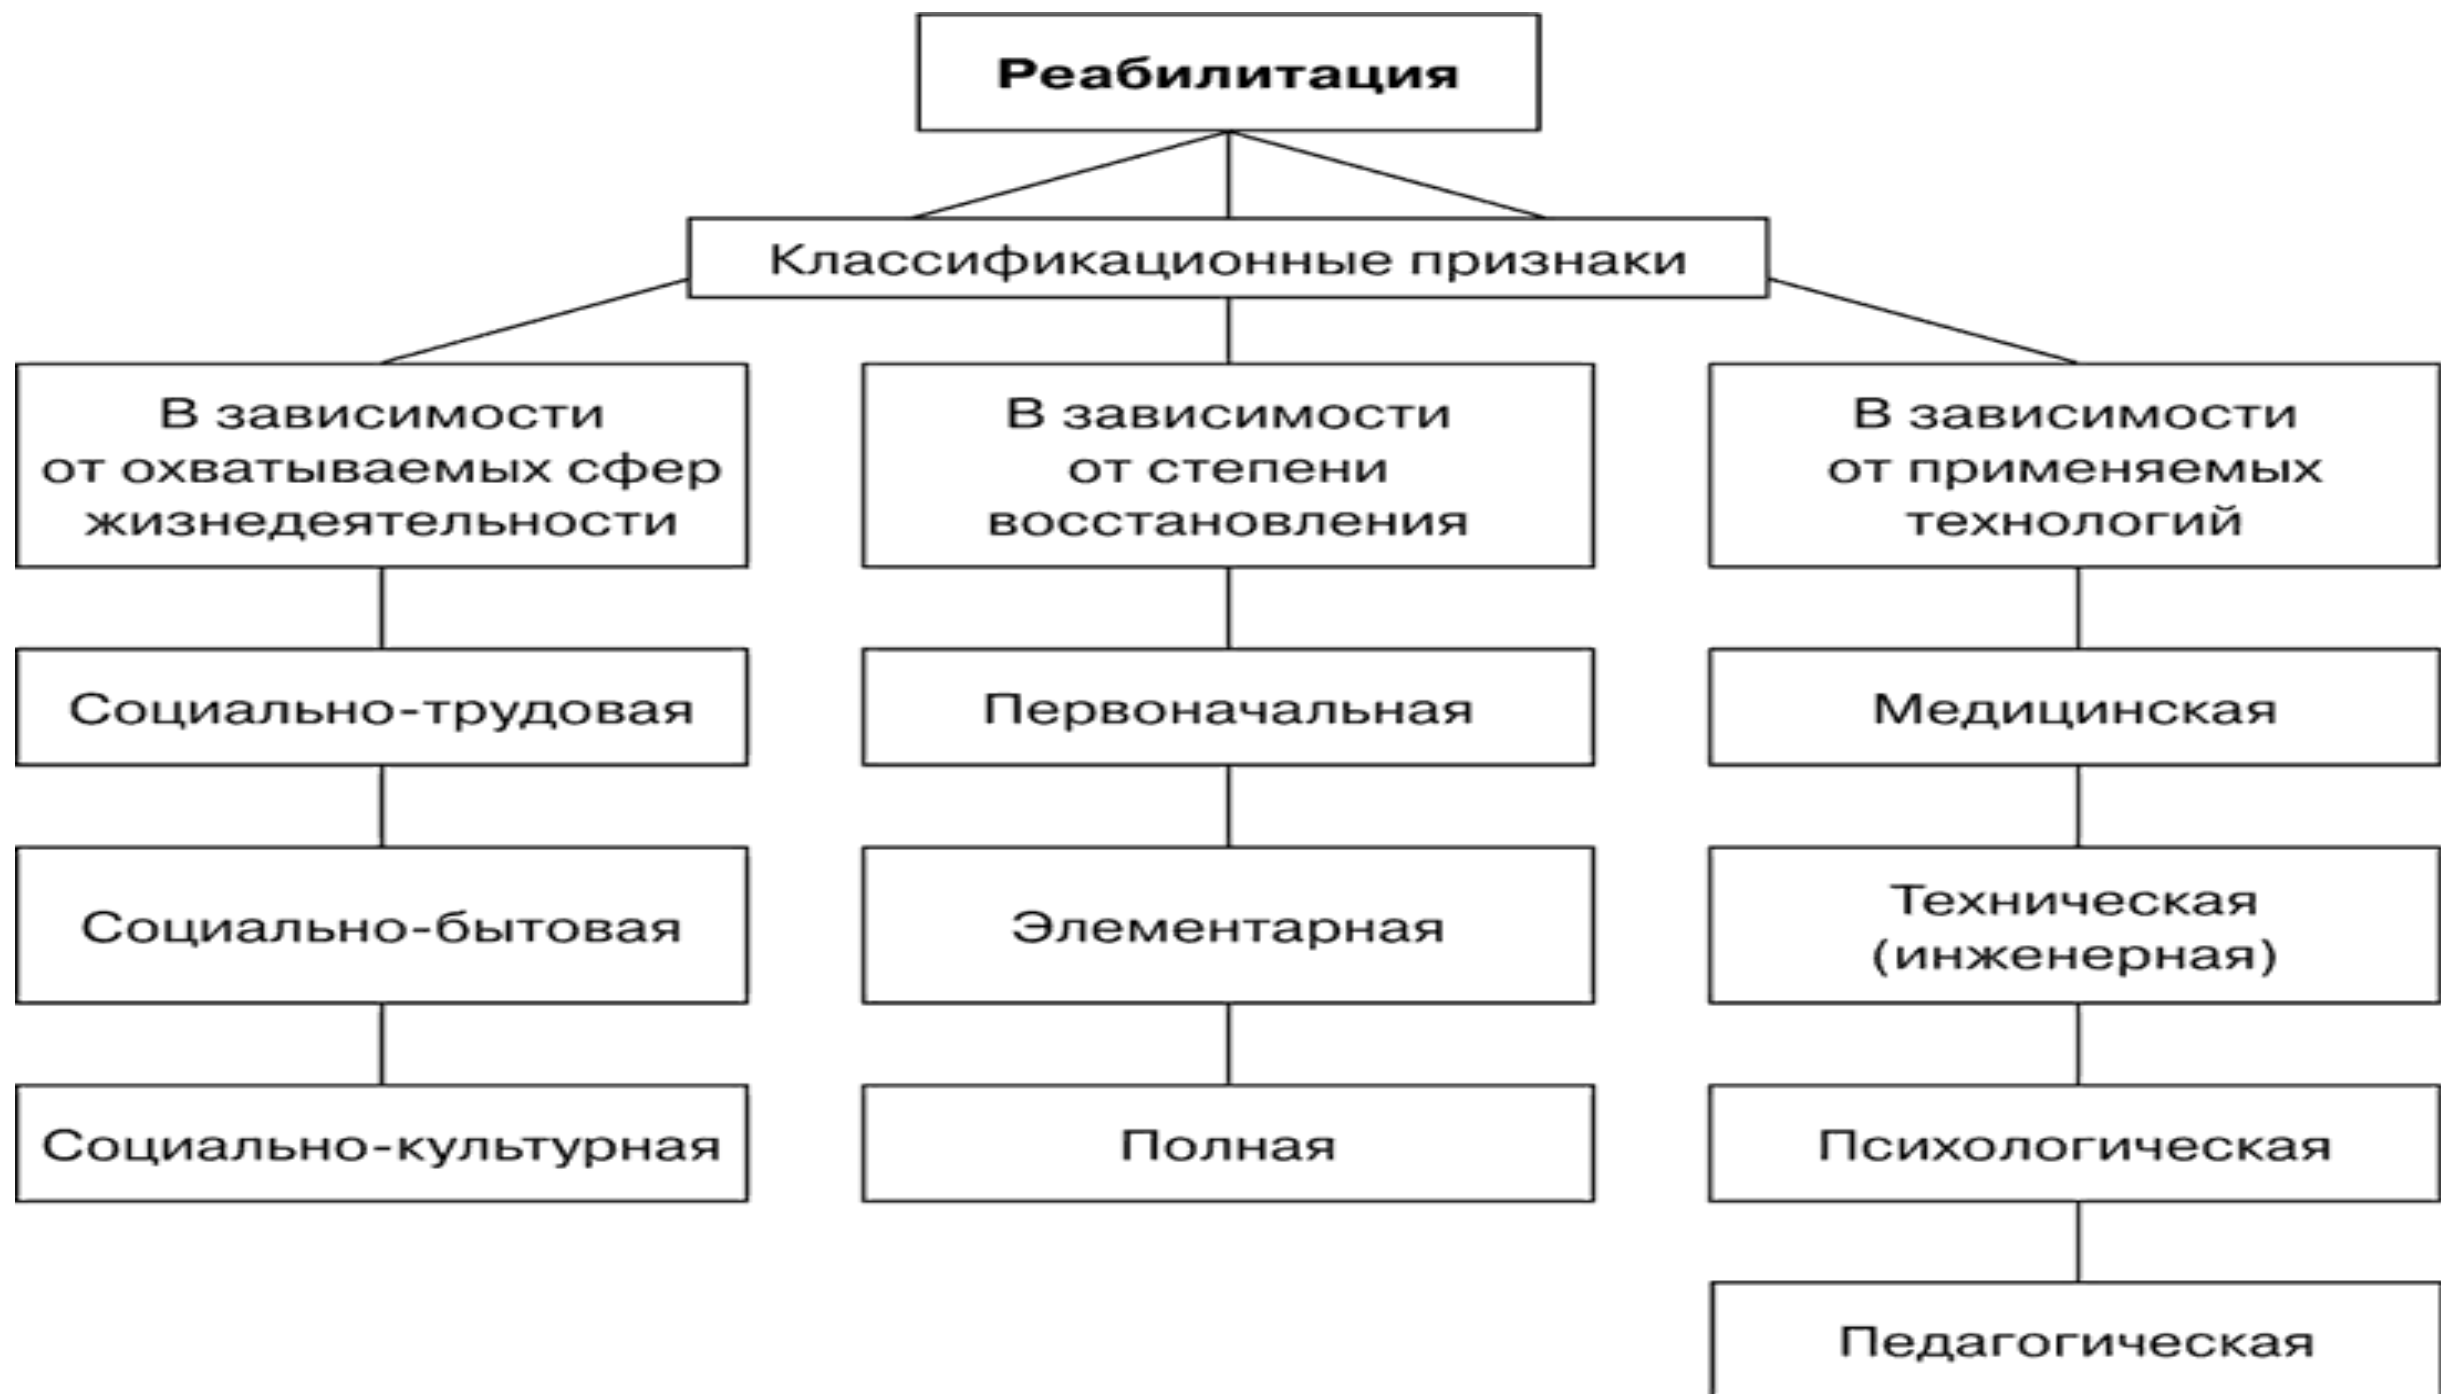 Реабилитация
Классификационные признаки
В зависимости
от охватываемых сфер
жизнедеятельности
В зависимости
от степени
восстановления
В зависимости
от применяемых
технологий
Социально-трудовая
Первоначальная
Медицинская
Социально-бытовая
Элементарная
Техническая
(инженерная)
Социально-культурная
Полная
Психологическая
Педагогическая